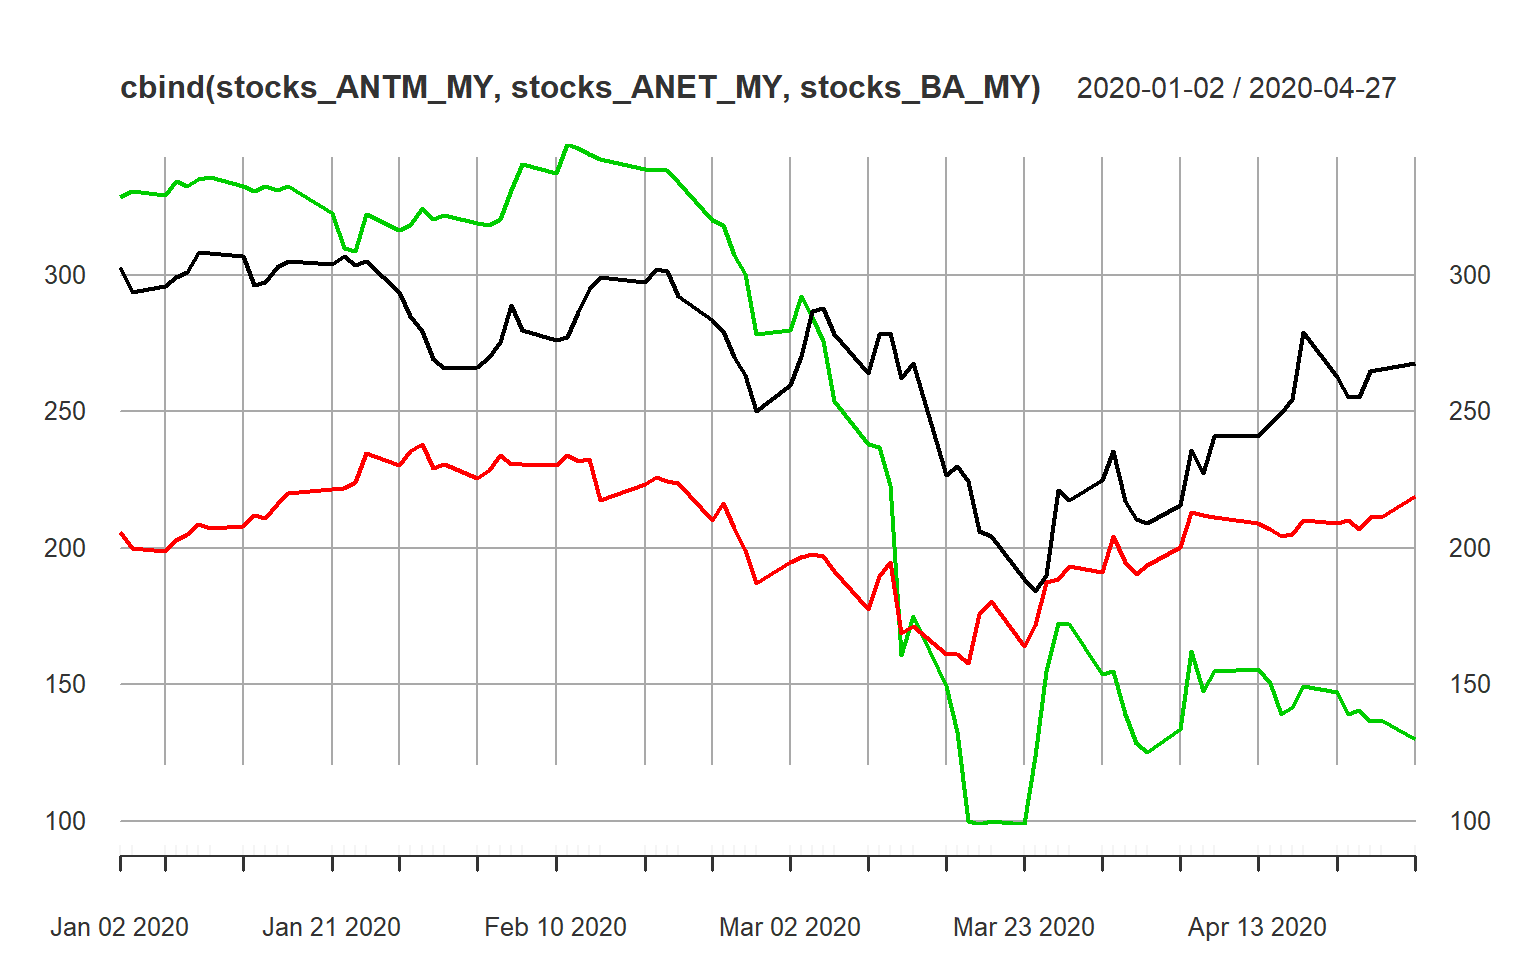 cbind(stocks_ANTM_MY, stocks_ANET_MY, stocks_BA_MY) 2020-01-02 / 2020-04-27
300 300
250 250
200 200
150 150
100 100
Jan 02 2020 Jan 21 2020 Feb 10 2020 Mar 02 2020 Mar 23 2020 Apr 13 2020